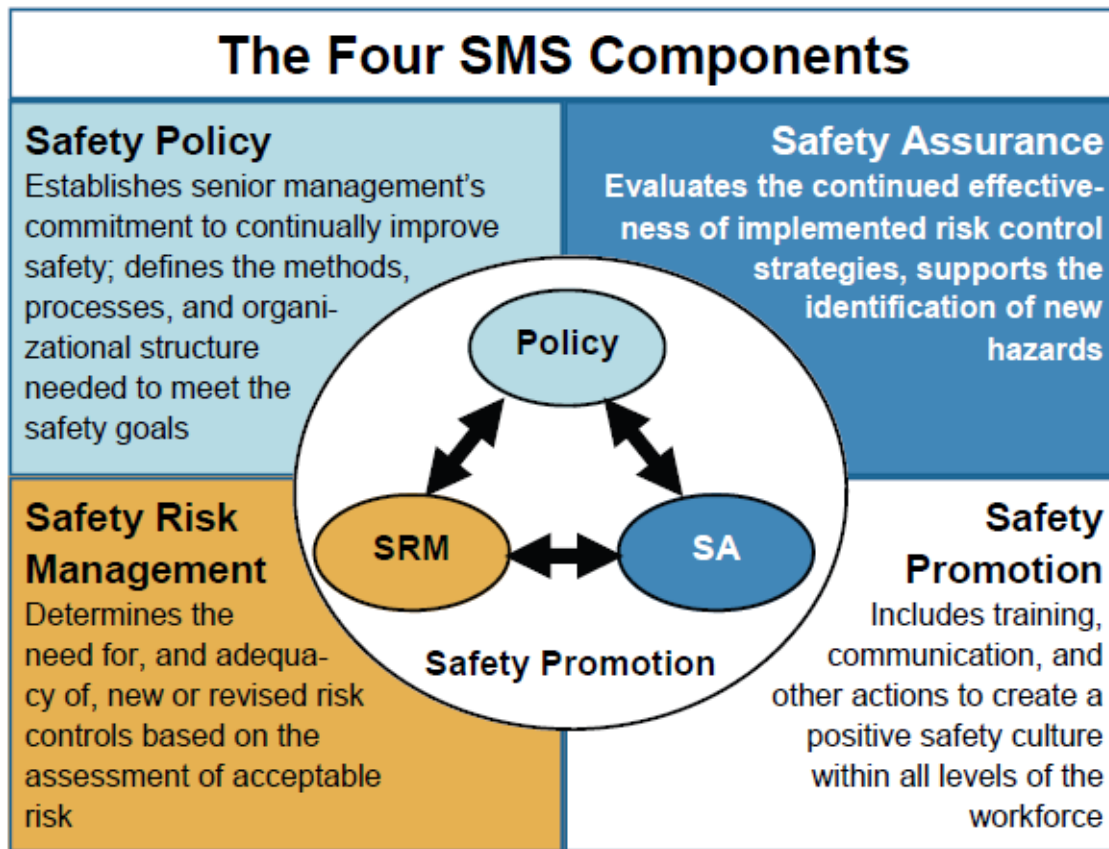 The Four SMS Components
Safety Policy
Establishes senior management’s
commitment to continually improve
safety; defines the methods,
processes, and organi-
zational structure
needed to meet the
safety goals
Safety Assurance
Evaluates the continued effective-
ness of implemented risk control
strategies, supports the
identification of new
hazards
Policy
SRM
SA
Safety Promotion
Safety Risk
Management
Determines the
need for, and adequa-
cy of, new or revised risk
controls based on the
assessment of acceptable
risk
Safety
Promotion
Includes training,
communication, and
other actions to create a
positive safety culture
within all levels of the
workforce